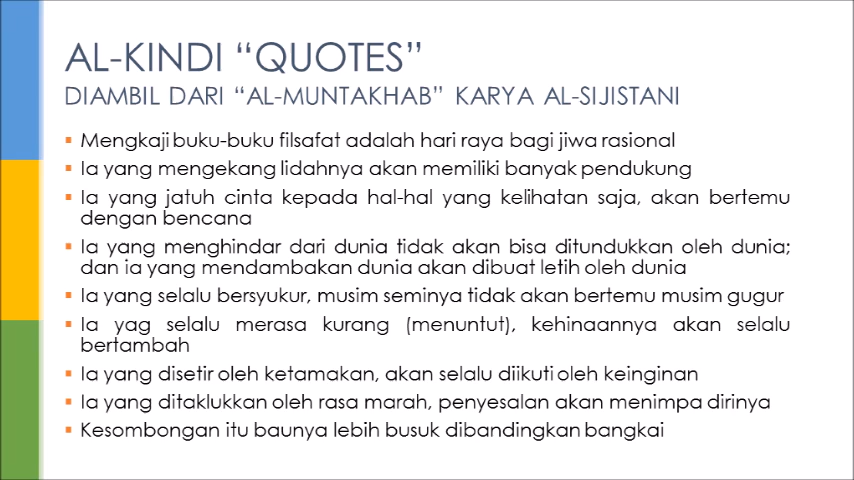 AL-KINDI “QUOTES”
DIAMBIL DARI “AL-MUNTAKHAB” KARYA AL-SIJISTANI
▪ Mengkaji buku-buku filsafat adalah hari raya bagi jiwa rasional
▪ Ia yang mengekang lidahnya akan memiliki banyak pendukung
▪ Ia yang jatuh cinta kepada hal-hal yang kelihatan saja, akan bertemu
dengan bencana
▪ Ia yang menghindar dari dunia tidak akan bisa ditundukkan oleh dunia;
dan ia yang mendambakan dunia akan dibuat letih oleh dunia
▪ Ia yang selalu bersyukur, musim seminya tidak akan bertemu musim gugur
▪ Ia yag selalu merasa kurang (menuntut), kehinaannya akan selalu
bertambah
▪ Ia yang disetir oleh ketamakan, akan selalu diikuti oleh keinginan
▪ Ia yang ditaklukkan oleh rasa marah, penyesalan akan menimpa dirinya
▪ Kesombongan itu baunya lebih busuk dibandingkan bangkai